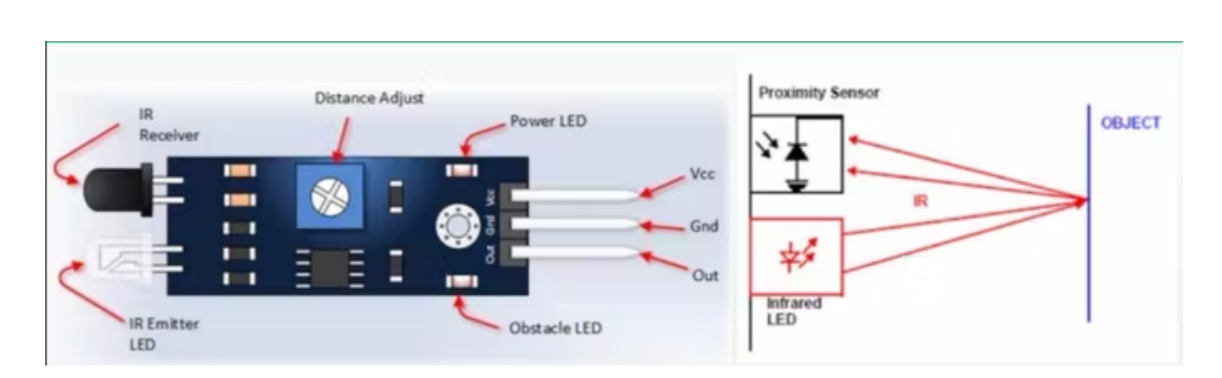 Distance Adjust
IR
Receiver
Power LED
Vcc
Gnd
Out
Vcc
Gnd
Out
IR Emitter
LED
Obstacle LED
Proximity Sensor
OBJECT
IR
Infrared
LED